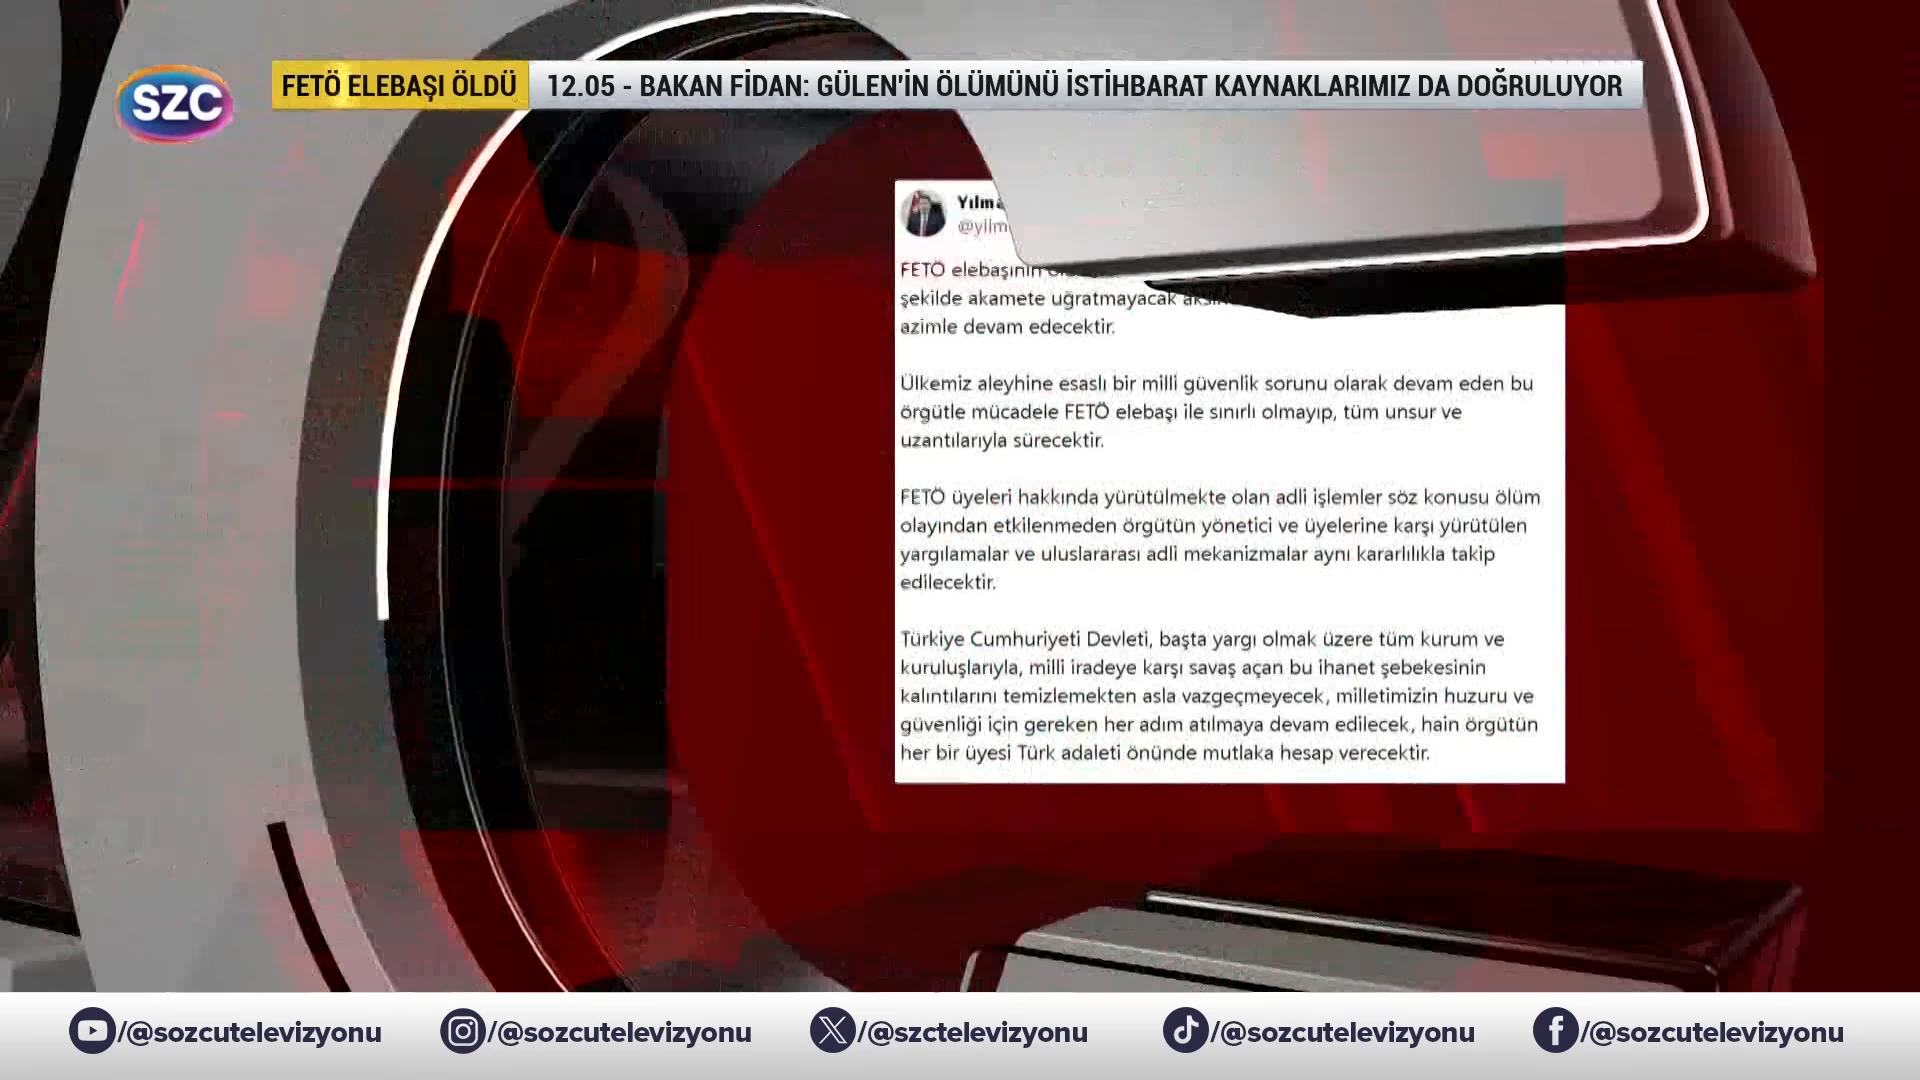 SZC
FETÖ ELEBAŞI ÖLDÜ
12.05 - BAKAN FİDAN: GÜLEN'İN ÖLÜMÜNÜ İSTİHBARAT KAYNAKLARIMIZ DA DOĞRULUYOR
FETÖ elebaşının
şekilde akamete uğratmayacak
azimle devam edecektir.
Ülkemiz aleyhine esaslı bir milli güvenlik sorunu olarak devam eden bu
örgütle mücadele FETÖ elebaşı ile sınırlı olmayıp, tüm unsur ve
uzantılarıyla sürecektir.
FETÖ üyeleri hakkında yürütülmekte olan adli işlemler söz konusu ölüm
olayından etkilenmeden örgütün yönetici ve üyelerine karşı yürütülen
yargılamalar ve uluslararası adli mekanizmalar aynı kararlılıkla takip
edilecektir.
Türkiye Cumhuriyeti Devleti, başta yargı olmak üzere tüm kurum ve
kuruluşlarıyla, milli iradeye karşı savaş açan bu ihanet şebekesinin
kalıntılarını temizlemekten asla vazgeçmeyecek, milletimizin huzuru ve
güvenliği için gereken her adım atılmaya devam edilecek, hain örgütün
her bir üyesi Türk adaleti önünde mutlaka hesap verecektir.
/@sozcutelevizyonu
/@sozcutelevizyonu
/@szctelevizyonu
/@sozcutelevizyonu
/@sozcutelevizyonu